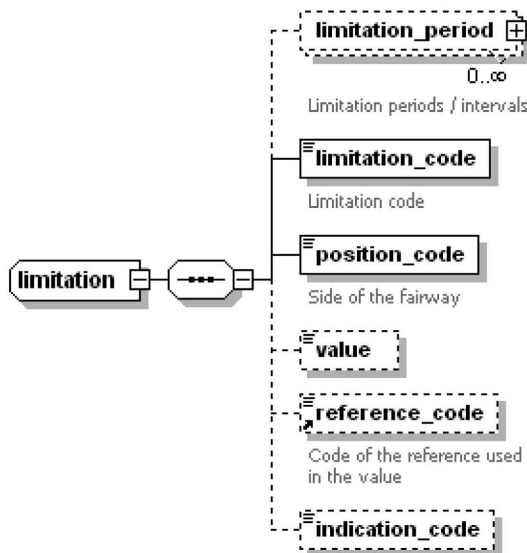 limitation_period
0..∞
Limitation periods / intervals
limitation_code
Limitation code
limitation
position_code
Side of the fairway
value
reference_code
Code of the reference used
in the value
indication_code